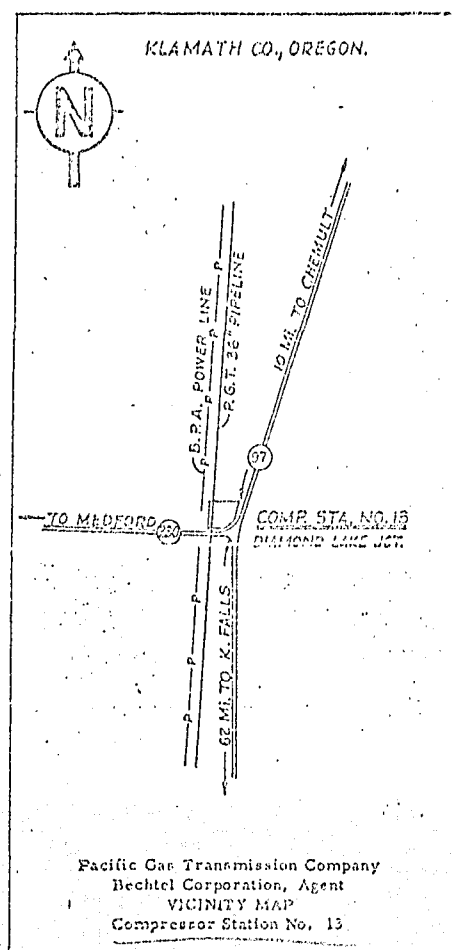 KLAMATH CO., OREGON.
N
10 MI. TO CHEMULT
B.P.A. POWER LINE
P.G.T. 36" PIPELINE
P
P
P
P
97
TO MEDFORD
230
COMP. STA. NO. 13
DIAMOND LAKE JCT.
P
P
P
62 MI. TO K. FALLS
Pacific Gas Transmission Company
Bechtel Corporation, Agent
VICINITY MAP
Compressor Station No. 13